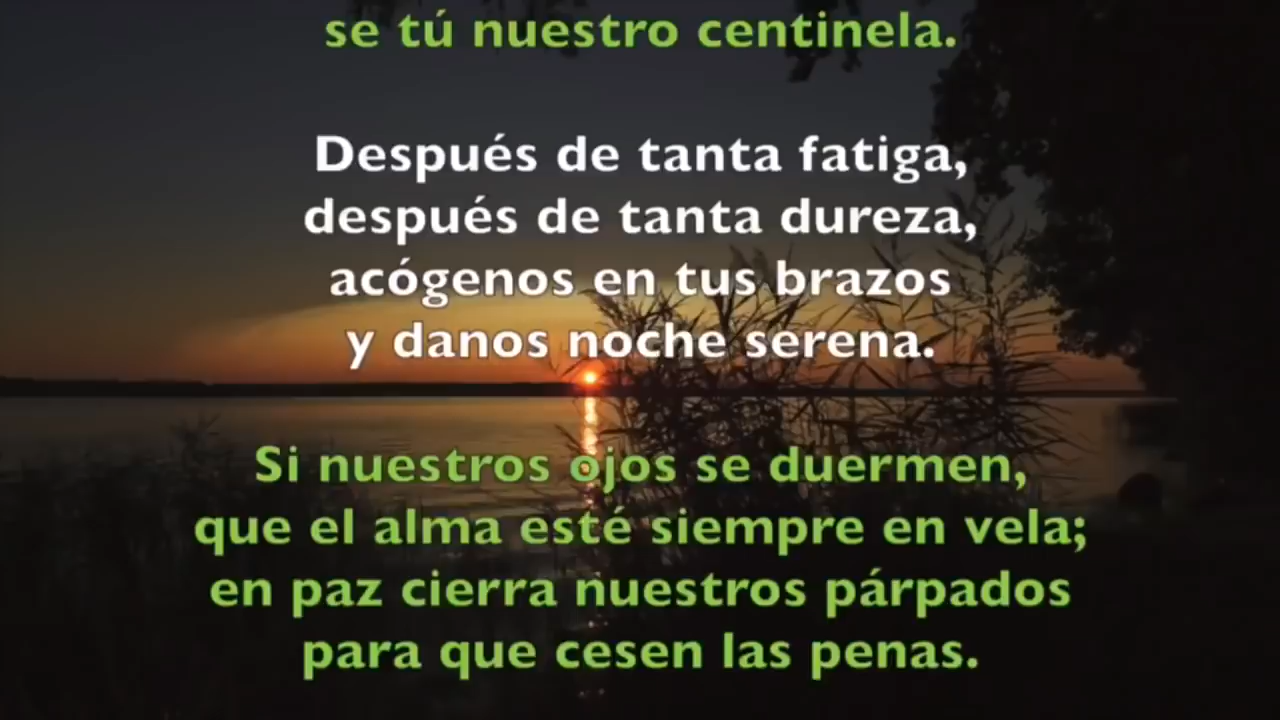 se tú nuestro centinela.
Después de tanta fatiga,
después de tanta dureza,
acógenos en tus brazos
y danos noche serena.
Si nuestros ojos se duermen,
que el alma esté siempre en vela;
en paz cierra nuestros párpados
para que cesen las penas.